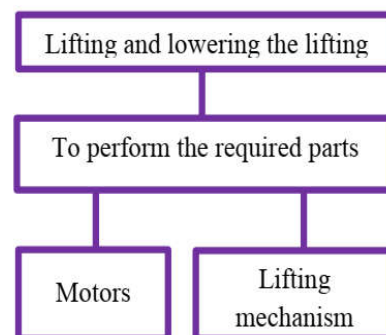 Lifting and lowering the lifting
To perform the required parts
Motors
Lifting
mechanism